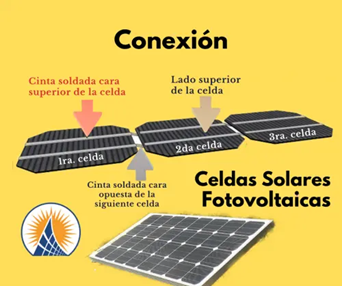 Conexión
Cinta soldada cara
superior de la celda
Lado superior
de la celda
1ra. celda
2da celda
3ra. celda
Cinta soldada cara
opuesta de la
siguiente celda
Celdas Solares
Fotovoltaicas